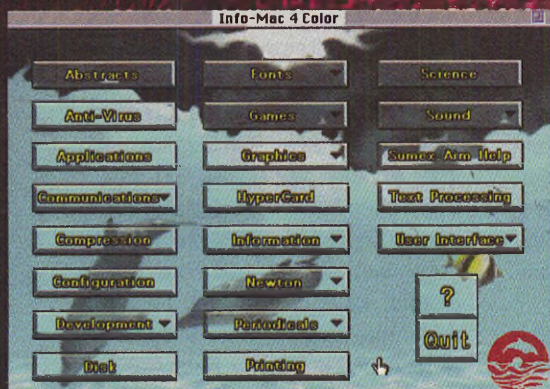 Info-Mac 4 Color
Abstracts
Anti-Virus
Applications
Communications
Compression
Configuration
Development
Disk
Fonts
Games
Graphics
HyperCard
Information
Newton
Periodicals
Printing
Science
Sound
Sumex-Aim Help
Text Processing
User Interface
?
Quit